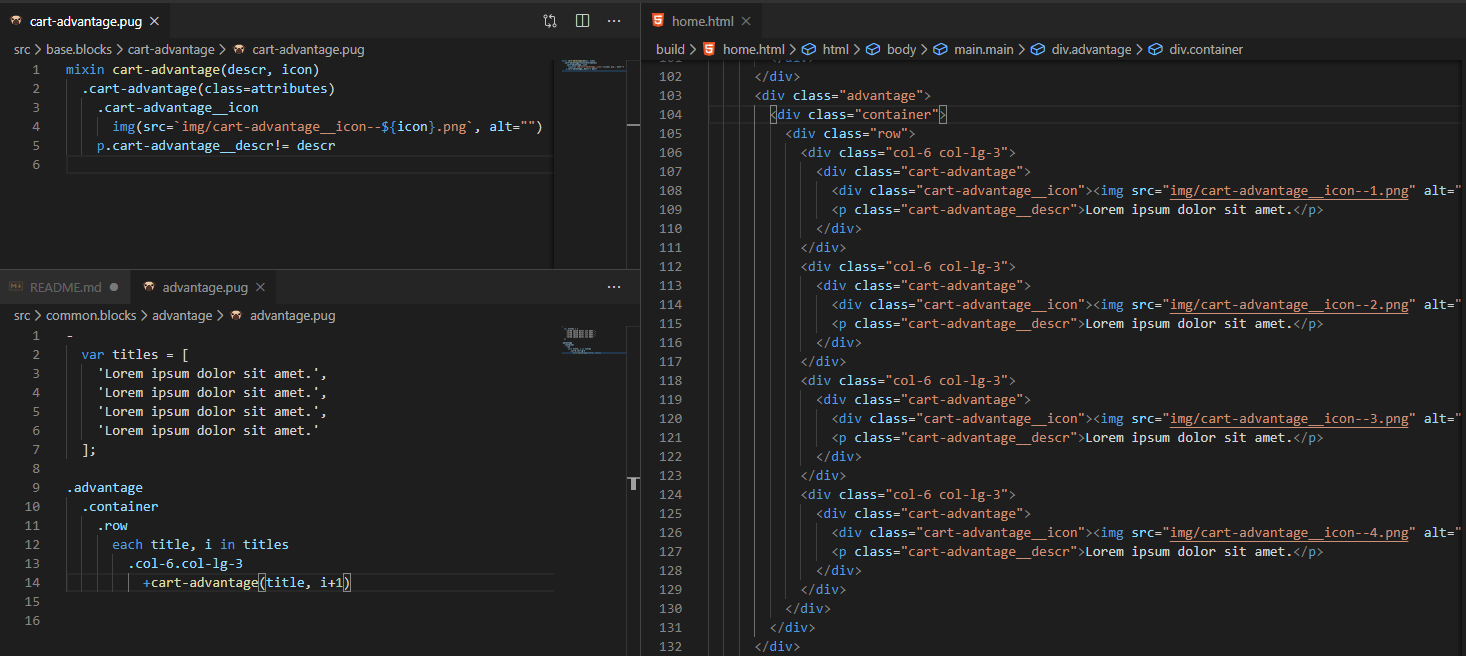 cart-advantage.pug
src > base.blocks > cart-advantage > cart-advantage.pug
1 mixin cart-advantage(descr, icon)
2 .cart-advantage(class=attributes)
3 .cart-advantage__icon
4 img(src=`img/cart-advantage__icon--${icon}.png`, alt="")
5 p.cart-advantage__descr!= descr
6
README.md advantage.pug
src > common.blocks > advantage > advantage.pug
1 -
2 var titles = [
3 'Lorem ipsum dolor sit amet.',
4 'Lorem ipsum dolor sit amet.',
5 'Lorem ipsum dolor sit amet.',
6 'Lorem ipsum dolor sit amet.'
7 ];
8
9 .advantage
10 .container
11 .row
12 each title, i in titles
13 .col-6.col-lg-3
14 +cart-advantage(title, i+1)
15
16
home.html
build > home.html > html > body > main.main > div.advantage > div.container
102 </div>
103 <div class="advantage">
104 <div class="container">
105 <div class="row">
106 <div class="col-6 col-lg-3">
107 <div class="cart-advantage">
108 <div class="cart-advantage__icon"><img src="img/cart-advantage__icon--1.png" alt="
109 <p class="cart-advantage__descr">Lorem ipsum dolor sit amet.</p>
110 </div>
111 </div>
112 <div class="col-6 col-lg-3">
113 <div class="cart-advantage">
114 <div class="cart-advantage__icon"><img src="img/cart-advantage__icon--2.png" alt="
115 <p class="cart-advantage__descr">Lorem ipsum dolor sit amet.</p>
116 </div>
117 </div>
118 <div class="col-6 col-lg-3">
119 <div class="cart-advantage">
120 <div class="cart-advantage__icon"><img src="img/cart-advantage__icon--3.png" alt="
121 <p class="cart-advantage__descr">Lorem ipsum dolor sit amet.</p>
122 </div>
123 </div>
124 <div class="col-6 col-lg-3">
125 <div class="cart-advantage">
126 <div class="cart-advantage__icon"><img src="img/cart-advantage__icon--4.png" alt="
127 <p class="cart-advantage__descr">Lorem ipsum dolor sit amet.</p>
128 </div>
129 </div>
130 </div>
131 </div>
132 </div>